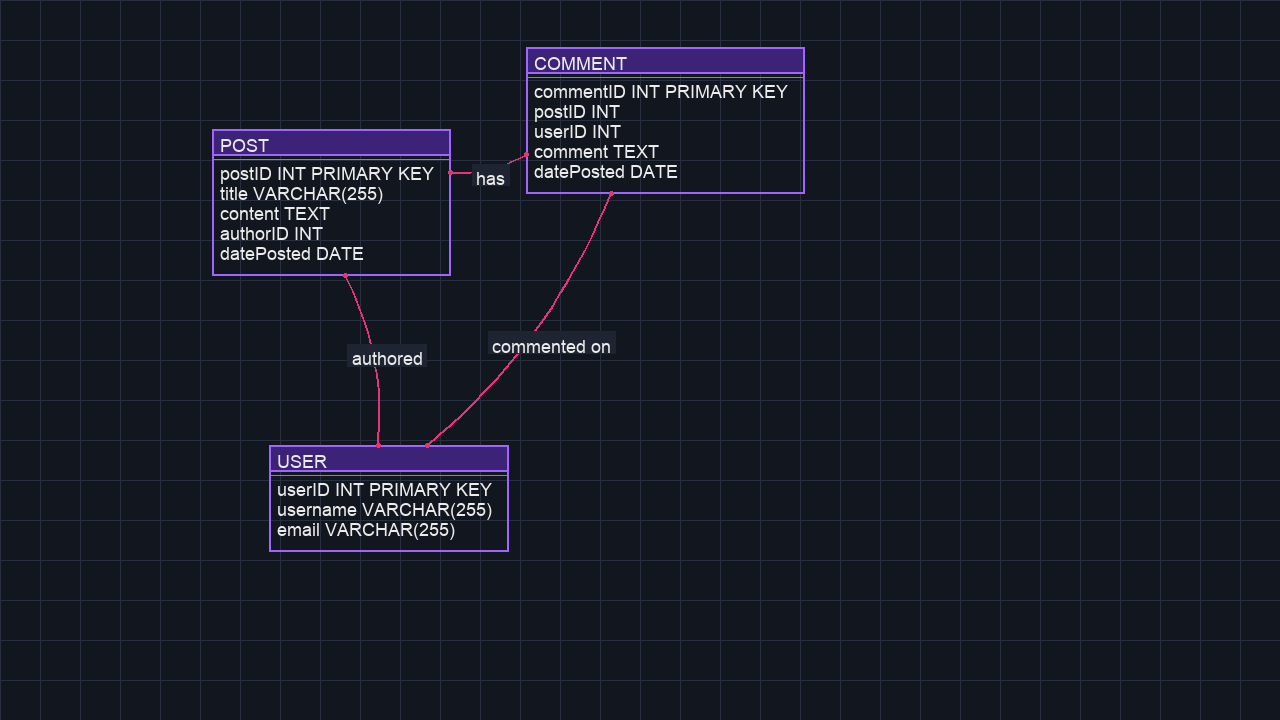 COMMENT
commentID INT PRIMARY KEY
postID INT
userID INT
comment TEXT
datePosted DATE
POST
postID INT PRIMARY KEY
title VARCHAR(255)
content TEXT
authorID INT
datePosted DATE
has
commented on
authored
USER
userID INT PRIMARY KEY
username VARCHAR(255)
email VARCHAR(255)